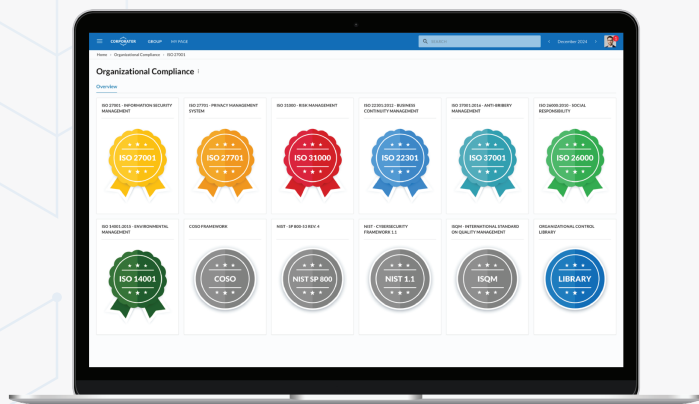 CORPORATER GROUP MY PAGE
December 2023
Home Organizational Compliance ISO 27001
Organizational Compliance
Overview
ISO 27001 - INFORMATION SECURITY
MANAGEMENT
ISO 27701 - PRIVACY MANAGEMENT
SYSTEM
ISO 31000 - RISK MANAGEMENT
ISO 22301:2012 - BUSINESS
CONTINUITY MANAGEMENT
ISO 37001:2016 - ANTI-BRIBERY
MANAGEMENT
ISO 26000:2010 - SOCIAL
RESPONSIBILITY
ISO 27001
ISO 27701
ISO 31000
ISO 22301
ISO 37001
ISO 26000
ISO 14001:2015 - ENVIRONMENTAL
MANAGEMENT
COSO FRAMEWORK
NIST - SP 800-53 REV. 4
NIST - CYBERSECURITY
FRAMEWORK 1.1
ISQM - INTERNATIONAL STANDARD
ON QUALITY MANAGEMENT
ORGANIZATIONAL CONTROL
LIBRARY
ISO 14001
COSO
NIST SP 800
NIST 1.1
ISQM
LIBRARY